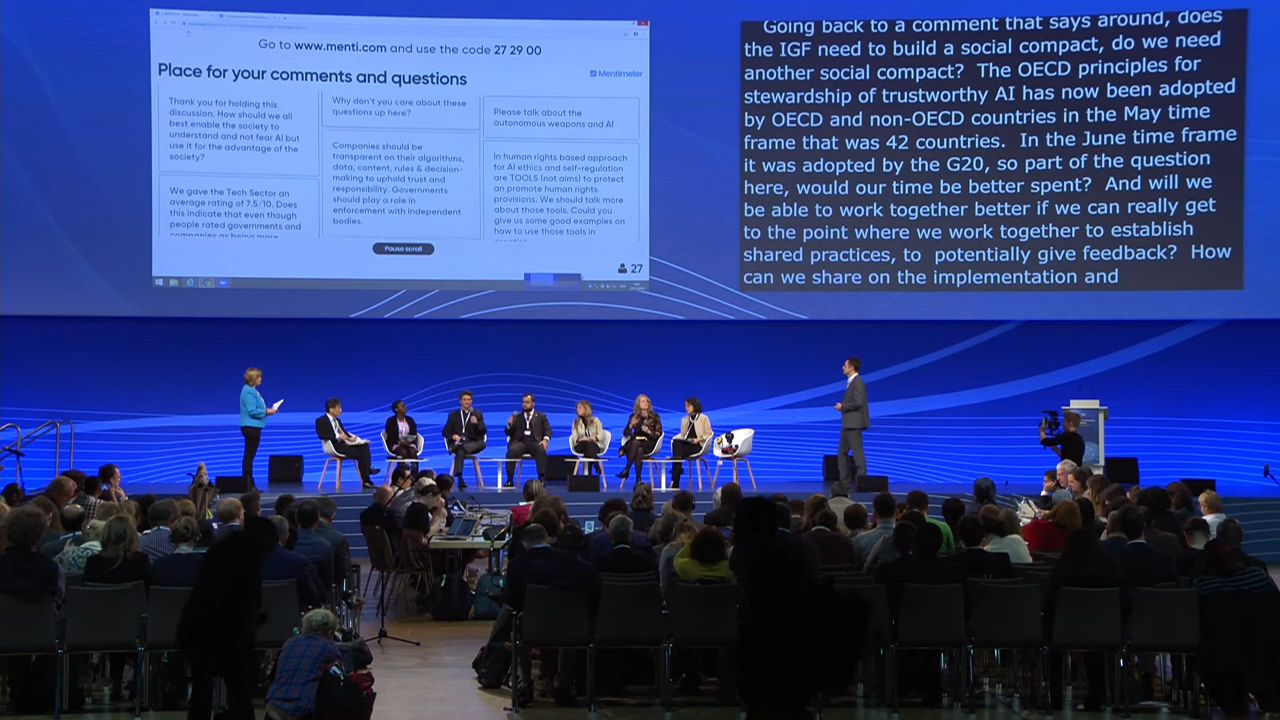 Go to www.menti.com and use the code 27 29 00
Place for your comments and questions
Mentimeter
Thank you for holding this
discussion. How should we all
best enable the society to
understand and not fear AI but
use it for the advantage of the
society?
We gave the Tech Sector an
average rating of 7.5/10. Does
this indicate that even though
people rated governments and
companies as being more
Why don't you care about these
questions up here?
Companies should be
transparent on their algorithms,
data, content, rules & decision-
making to uphold trust and
responsibility. Governments
should play a role in
enforcement with independent
bodies.
Please talk about the
autonomous weapons and AI
In human rights based approach
for AI ethics and self-regulation
are TOOLS (not aims) to protect
an promote human rights
provisions. We should talk more
about those tools. Could you
give us some good examples on
how to use those tools in
Pause scroll
27
Going back to a comment that says around, does
the IGF need to build a social compact, do we need
another social compact? The OECD principles for
stewardship of trustworthy AI has now been adopted
by OECD and non-OECD countries in the May time
frame that was 42 countries. In the June time frame
it was adopted by the G20, so part of the question
here, would our time be better spent? And will we
be able to work together better if we can really get
to the point where we work together to establish
shared practices, to potentially give feedback? How
can we share on the implementation and